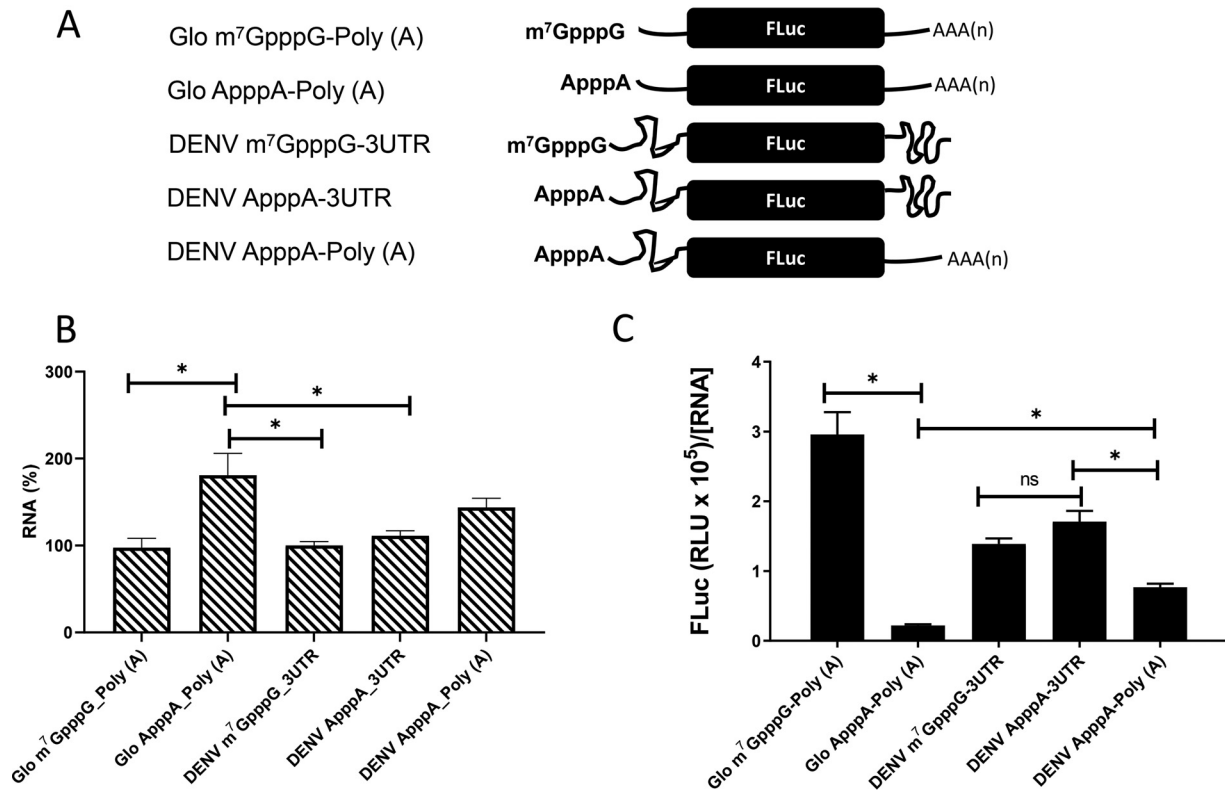 A
Glo m⁷GpppG-Poly (A)
m⁷GpppG FLuc AAA(n)
Glo ApppA-Poly (A)
ApppA FLuc AAA(n)
DENV m⁷GpppG-3UTR
m⁷GpppG FLuc
DENV ApppA-3UTR
ApppA FLuc
DENV ApppA-Poly (A)
ApppA FLuc AAA(n)
B
RNA (%)
300
200
100
0
*
*
*
Glo m⁷GpppG_Poly (A)
Glo ApppA_Poly (A)
DENV m⁷GpppG_3UTR
DENV ApppA_3UTR
DENV ApppA_Poly (A)
C
FLuc (RLU x 10⁵)/[RNA]
4
3
2
1
0
*
*
*
ns
Glo m⁷GpppG-Poly (A)
Glo ApppA-Poly (A)
DENV m⁷GpppG-3UTR
DENV ApppA-3UTR
DENV ApppA-Poly (A)